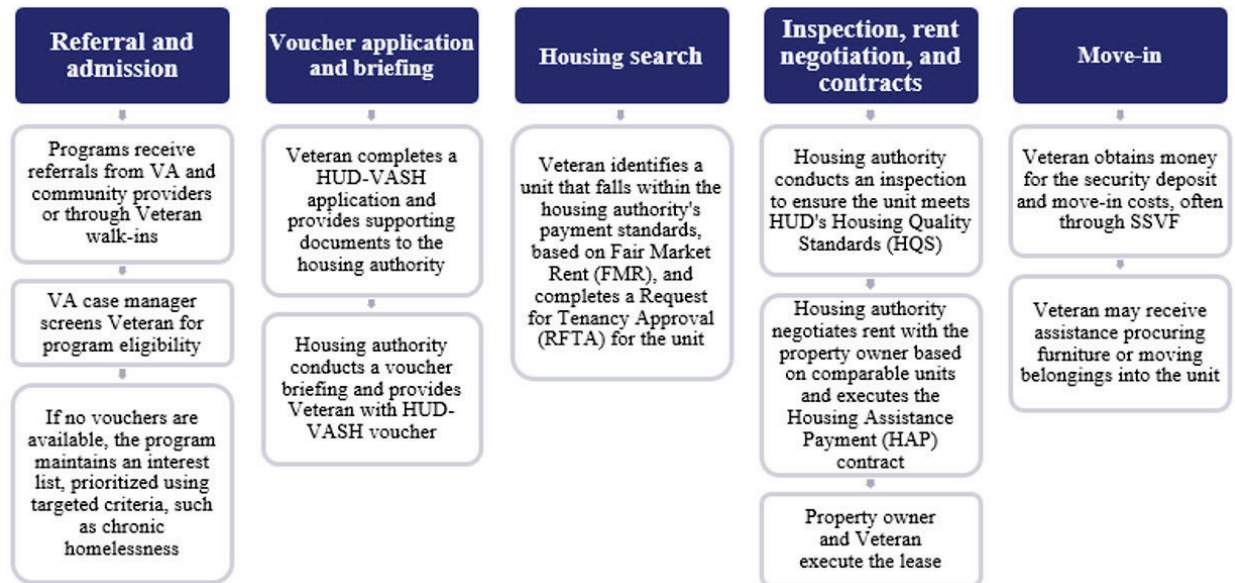 Referral and
admission
Programs receive
referrals from VA and
community providers
or through Veteran
walk-ins
VA case manager
screens Veteran for
program eligibility
If no vouchers are
available, the program
maintains an interest
list, prioritized using
targeted criteria, such
as chronic
homelessness
Voucher application
and briefing
Veteran completes a
HUD-VASH
application and
provides supporting
documents to the
housing authority
Housing authority
conducts a voucher
briefing and provides
Veteran with HUD-
VASH voucher
Housing search
Veteran identifies a
unit that falls within the
housing authority's
payment standards,
based on Fair Market
Rent (FMR), and
completes a Request
for Tenancy Approval
(RFTA) for the unit
Inspection, rent
negotiation, and
contracts
Housing authority
conducts an inspection
to ensure the unit meets
HUD's Housing Quality
Standards (HQS)
Housing authority
negotiates rent with the
property owner based
on comparable units
and executes the
Housing Assistance
Payment (HAP)
contract
Property owner
and Veteran
execute the lease
Move-in
Veteran obtains money
for the security deposit
and move-in costs, often
through SSVF
Veteran may receive
assistance procuring
furniture or moving
belongings into the unit